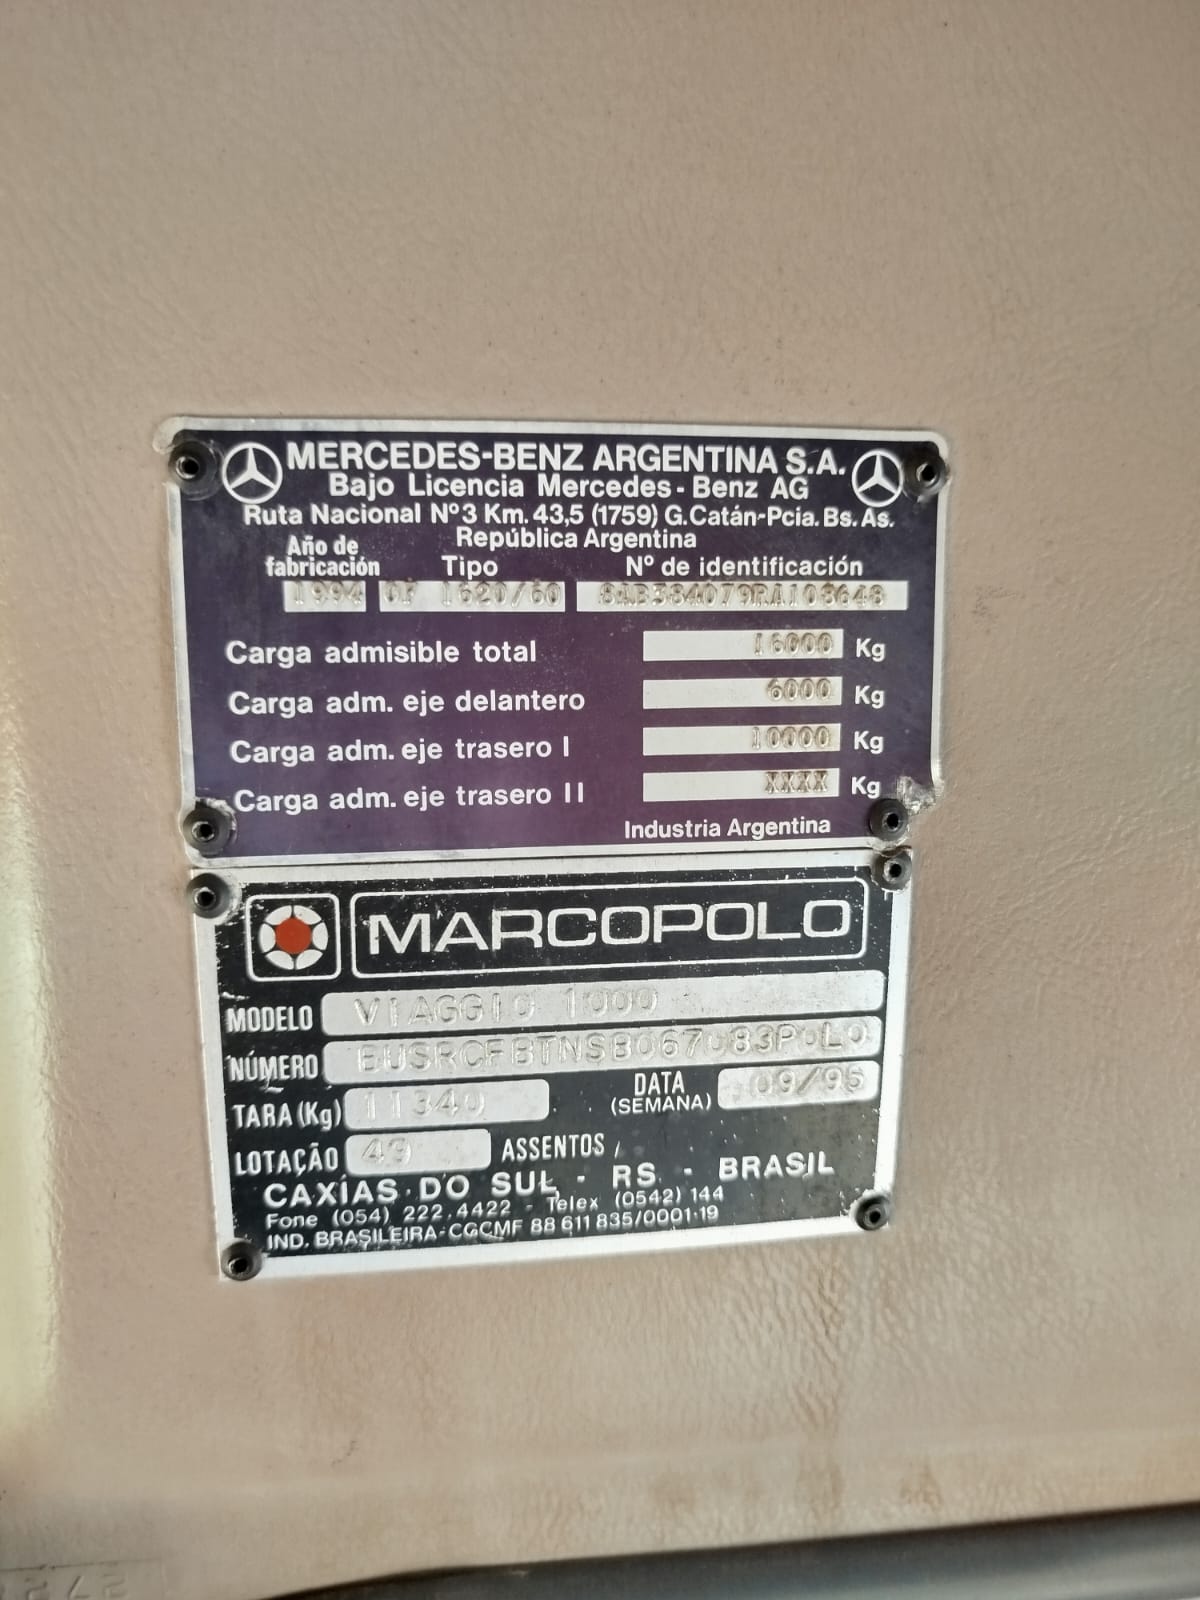 MERCEDES-BENZ ARGENTINA S.A.
Bajo Licencia Mercedes-Benz AG
Ruta Nacional Nº3 Km. 43,5 (1759) G.Catán-Pcia. Bs. As.
República Argentina
Año de fabricación Tipo Nº de identificación
1994 OF 1620/60 8AB384079RA108648
Carga admisible total 16000 Kg
Carga adm. eje delantero 6000 Kg
Carga adm. eje trasero I 10000 Kg
Carga adm. eje trasero II XXXX Kg
Industria Argentina
MARCOPOLO
MODELO VIAGGIO 1000
NÚMERO BUSRCFBTNSB067083POLO
TARA (Kg) 11340 DATA (SEMANA) 09/95
LOTAÇÃO 49 ASSENTOS
CAXIAS DO SUL - RS - BRASIL
Fone (054) 222.4422 - Telex (0542) 144
IND. BRASILEIRA-CGCMF 88 611 835/0001-19